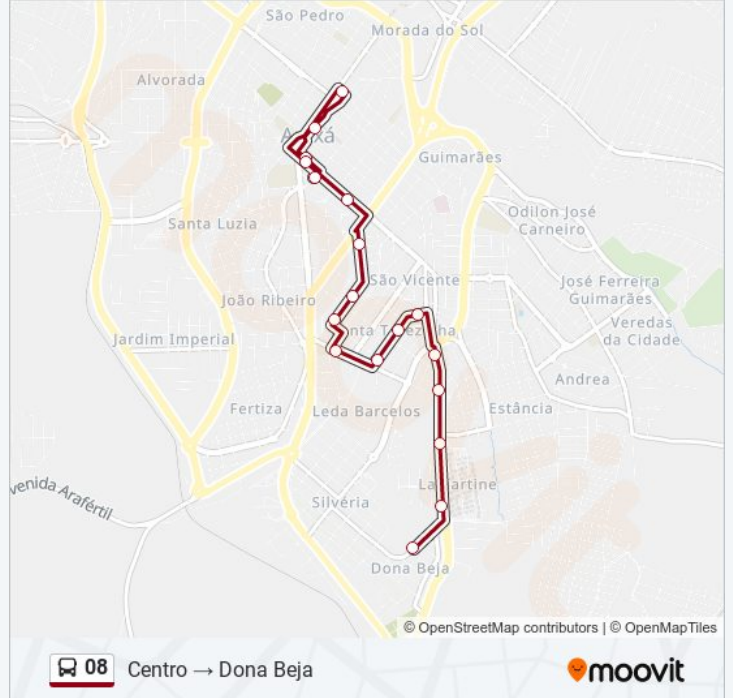 São Pedro
Morada do Sol
Alvorada
Guimarães
Santa Luzia
Odilon José
Carneiro
São Vicente
José Ferreira
Guimarães
João Ribeiro
Veredas
da Cidade
Jardim Imperial
Andrea
Fertiza
Leda Barcelos
Estância
venida Arafértil
Silvéria
Dona Beja
© OpenStreetMap contributors | © OpenMapTiles
08 Centro → Dona Beja
moovit